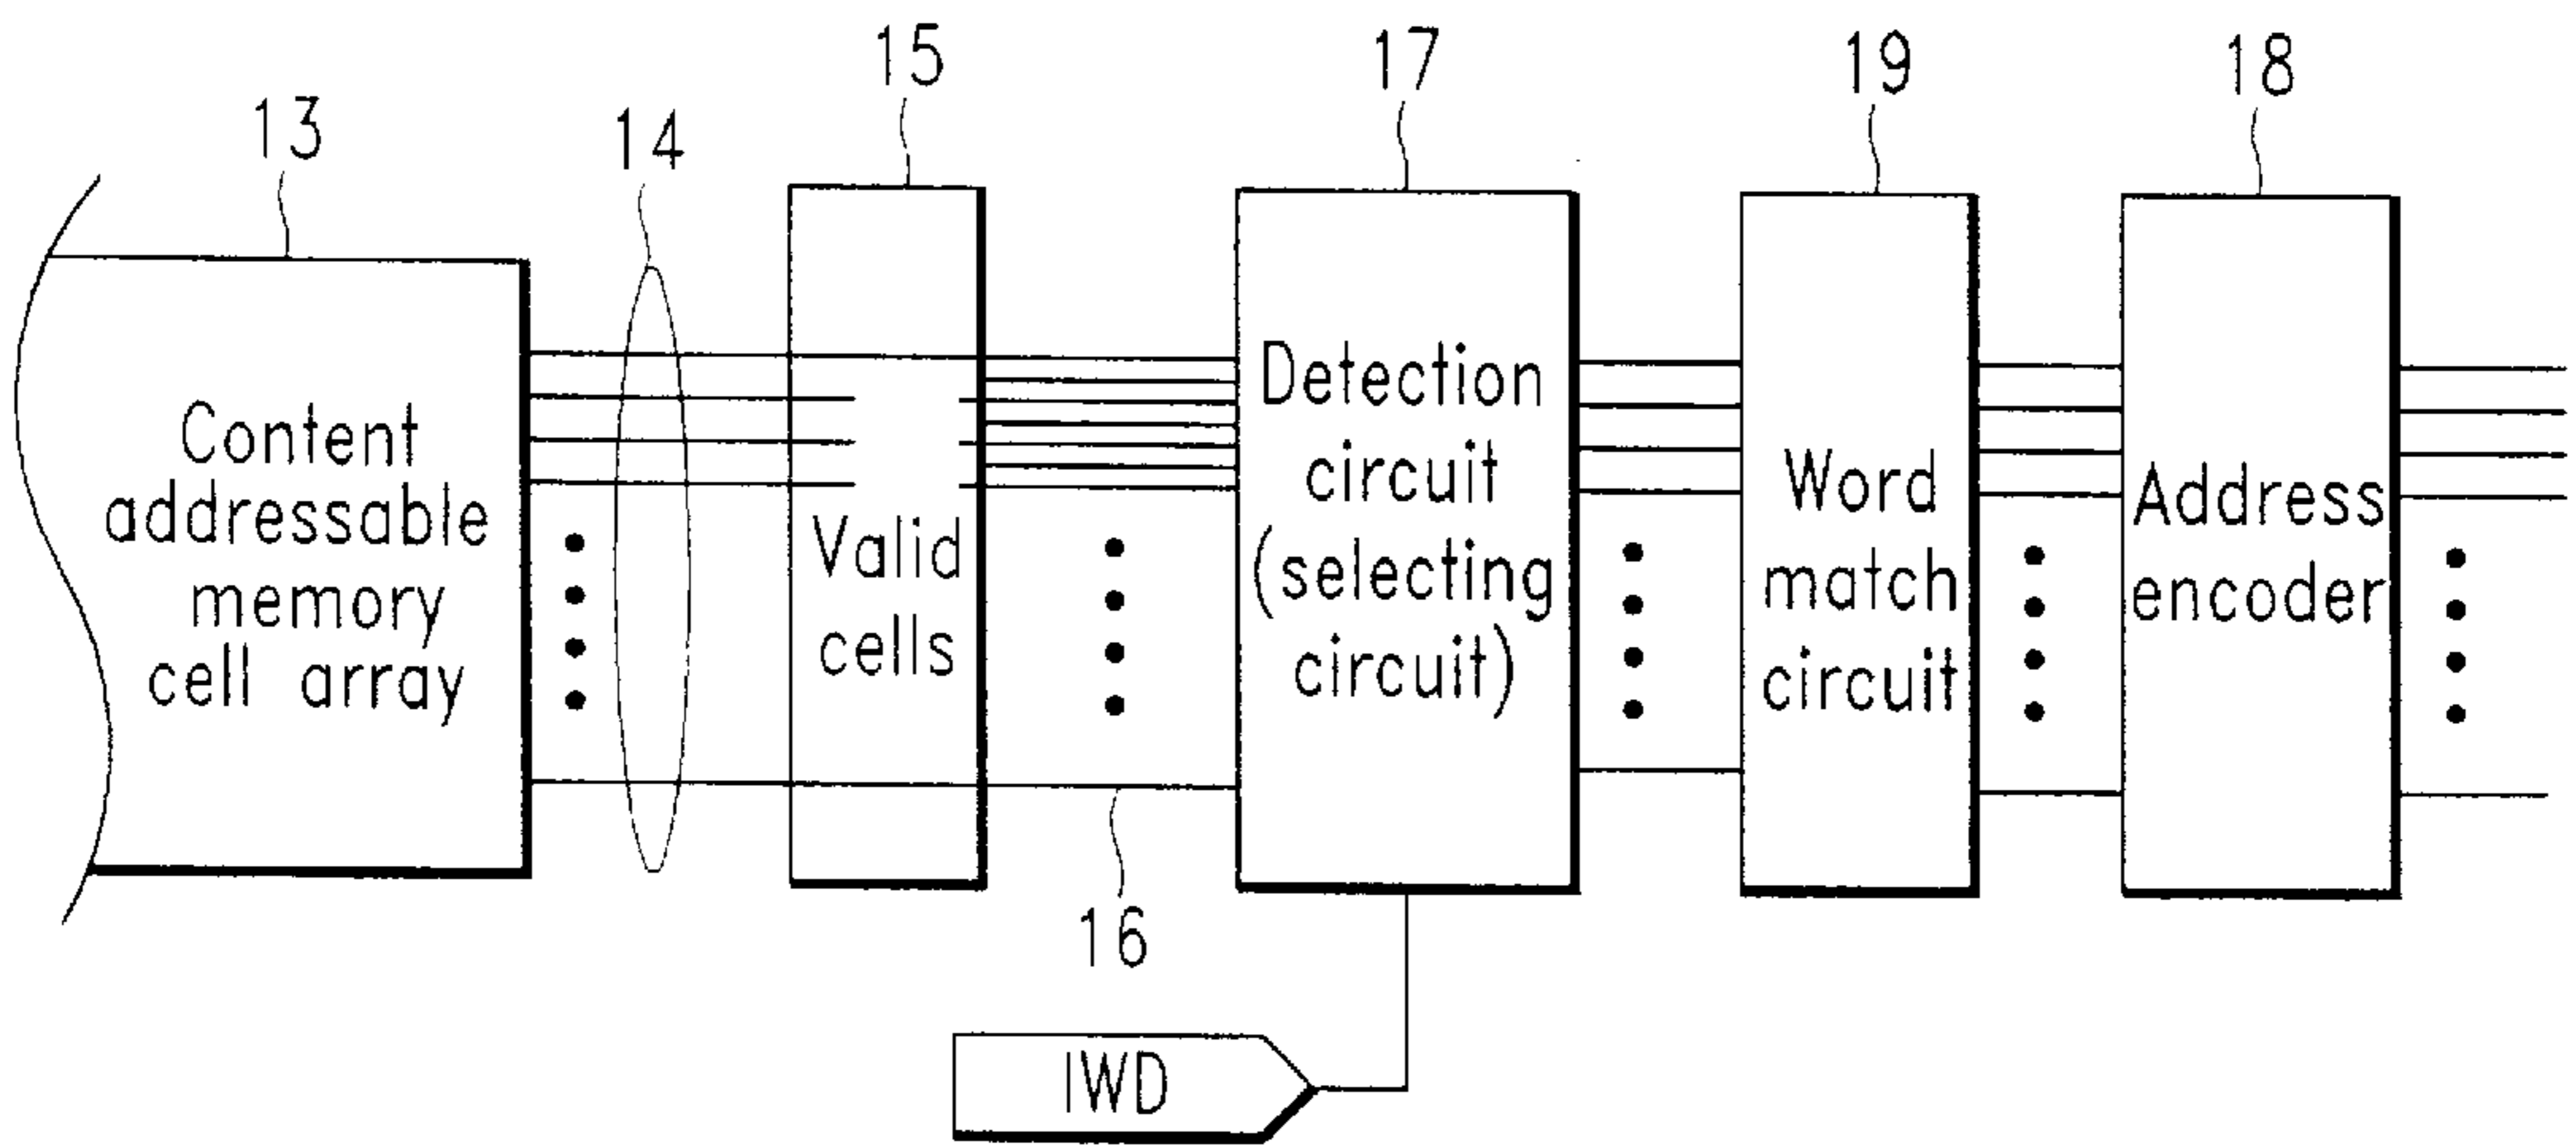 13
14
15
17
19
18
Content
addressable
memory
cell array
Valid
cells
Detection
circuit
(selecting
circuit)
Word
match
circuit
Address
encoder
16
IWD